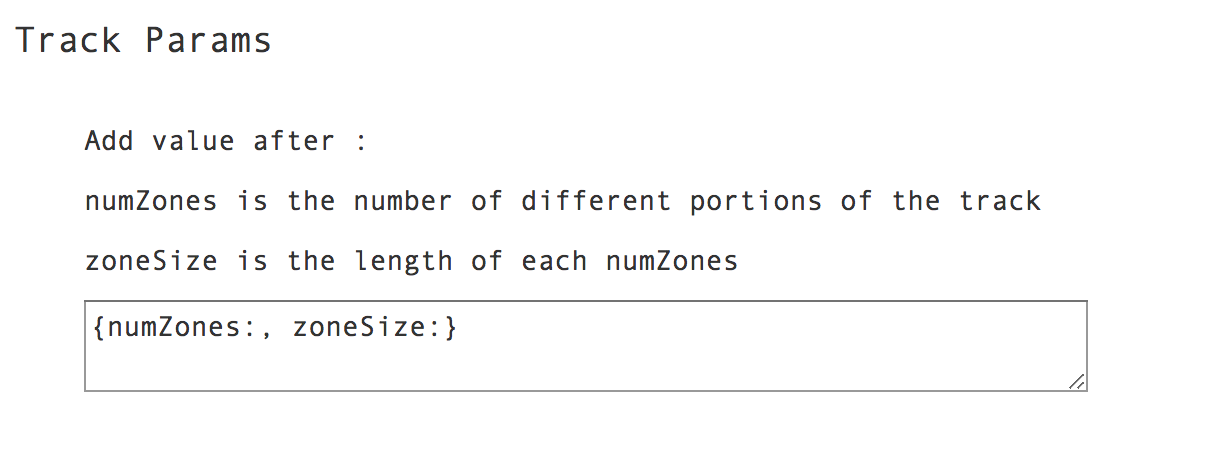 Track Params
Add value after :
numZones is the number of different portions of the track
zoneSize is the length of each numZones
{numZones:, zoneSize:}